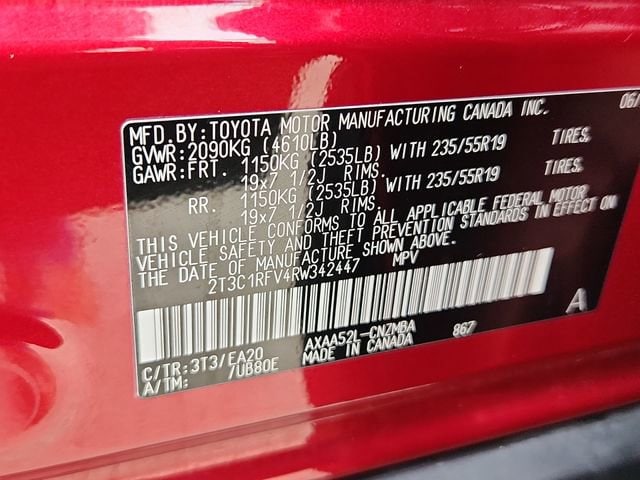 MFD.BY:TOYOTA MOTOR MANUFACTURING CANADA INC. 06/
GVWR:2090KG (4610LB)
GAWR:FRT. 1150KG (2535LB) WITH 235/55R19 TIRES.
19x7 1/2J RIMS.
RR. 1150KG (2535LB) WITH 235/55R19 TIRES.
19x7 1/2J RIMS.
THIS VEHICLE CONFORMS TO ALL APPLICABLE FEDERAL MOTOR
VEHICLE SAFETY AND THEFT PREVENTION STANDARDS IN EFFECT ON
THE DATE OF MANUFACTURE SHOWN ABOVE.
2T3C1RFV4RW342447 MPV
A
C/TR:3T3/EA20 AXAA52L-CNZMBA 867
A/TM: /UB80E MADE IN CANADA